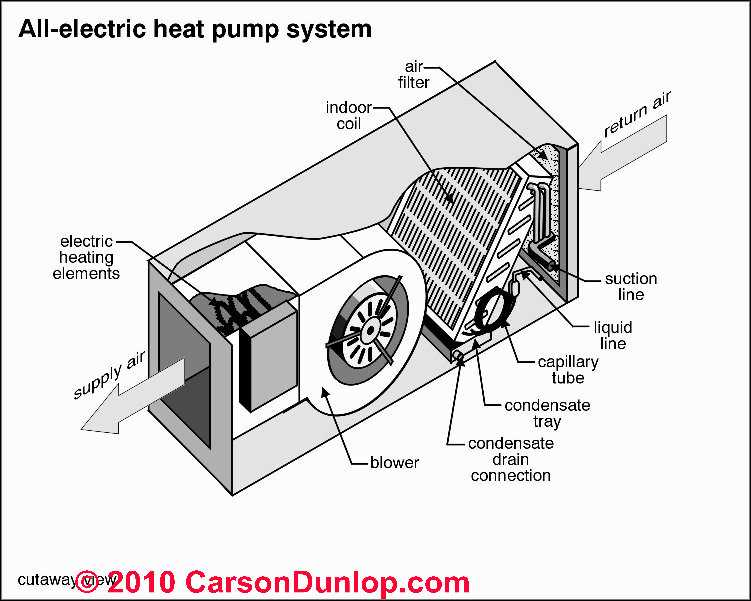 All-electric heat pump system
air
filter
indoor
coil
return air
electric
heating
elements
suction
line
liquid
line
supply air
capillary
tube
condensate
tray
condensate
drain
connection
blower
cutaway view
© 2010 CarsonDunlop.com